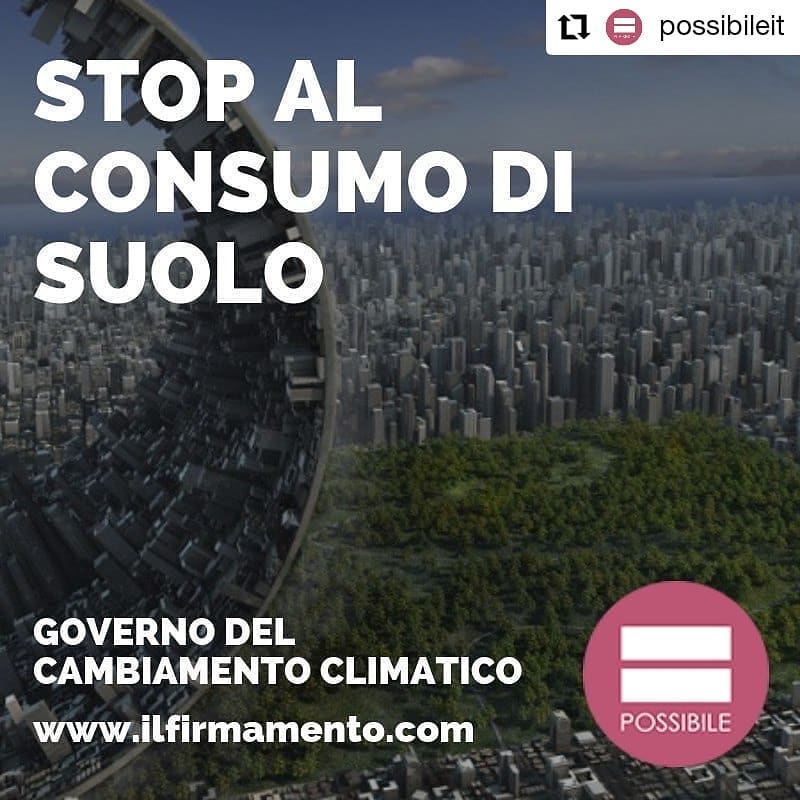 possibileit
STOP AL
CONSUMO DI
SUOLO
GOVERNO DEL
CAMBIAMENTO CLIMATICO
www.ilfirmamento.com
POSSIBILE